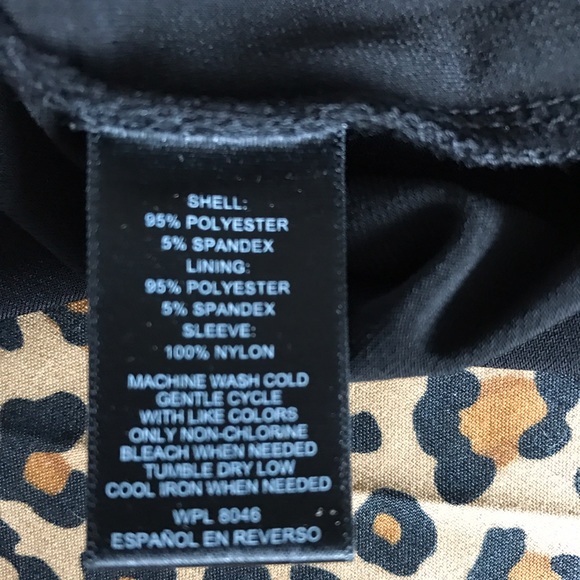 SHELL:
95% POLYESTER
5% SPANDEX
LINING:
95% POLYESTER
5% SPANDEX
SLEEVE:
100% NYLON
MACHINE WASH COLD
GENTLE CYCLE
WITH LIKE COLORS
ONLY NON-CHLORINE
BLEACH WHEN NEEDED
TUMBLE DRY LOW
COOL IRON WHEN NEEDED
WPL 8046
ESPAÑOL EN REVERSO